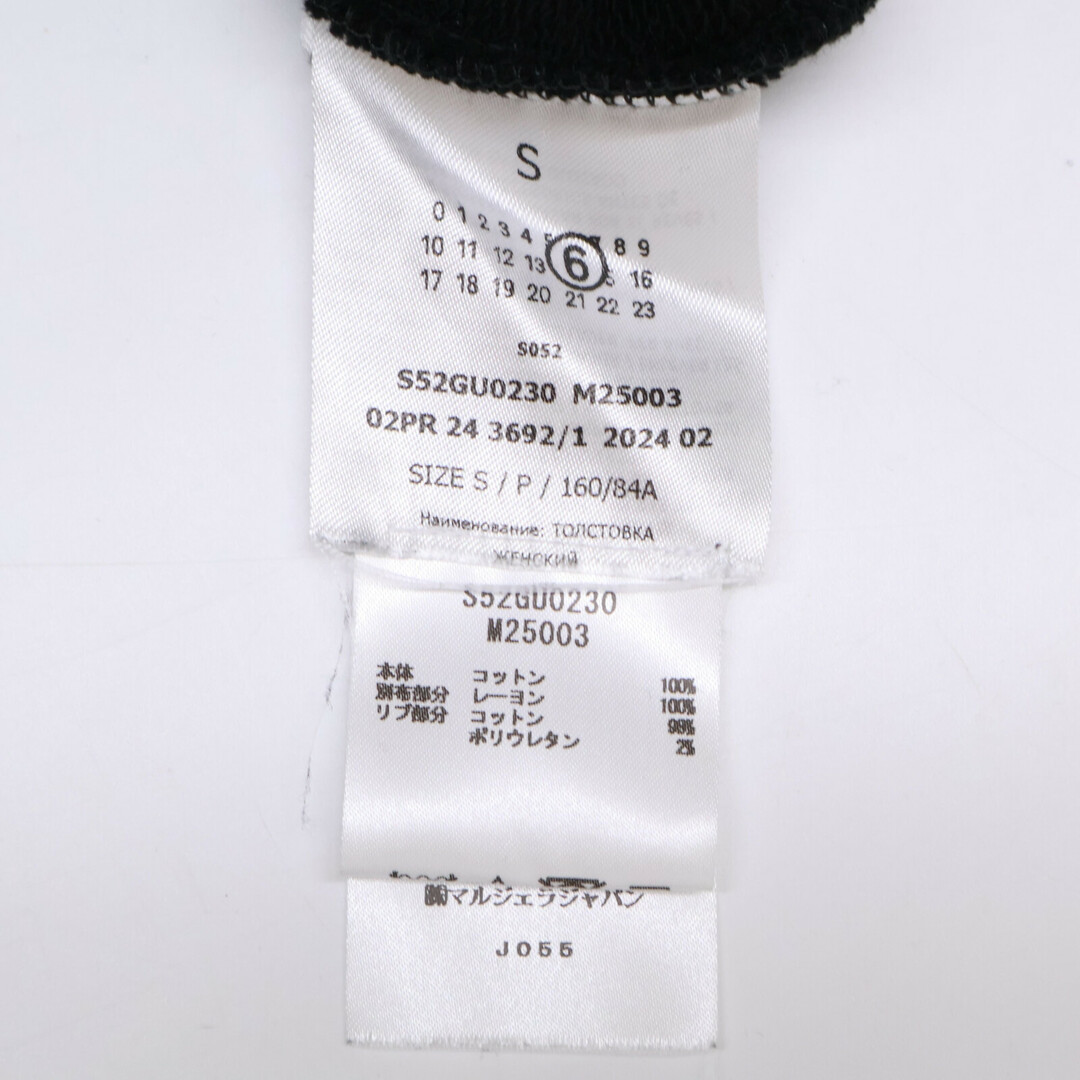 S
0 1 2 3 4 5 7 8 9
10 11 12 13 6 16
17 18 19 20 21 22 23
S052
S52GU0230 M25003
02PR 24 3692/1 2024 02
SIZE S / P / 160/84A
Наименование: ТОЛСТОВКА
ЖЕНСКИЙ
S52GU0230
M25003
本体 コットン 100%
別布部分 レーヨン 100%
リブ部分 コットン 98%
ポリウレタン 2%
㈱マルジェラジャパン
J055